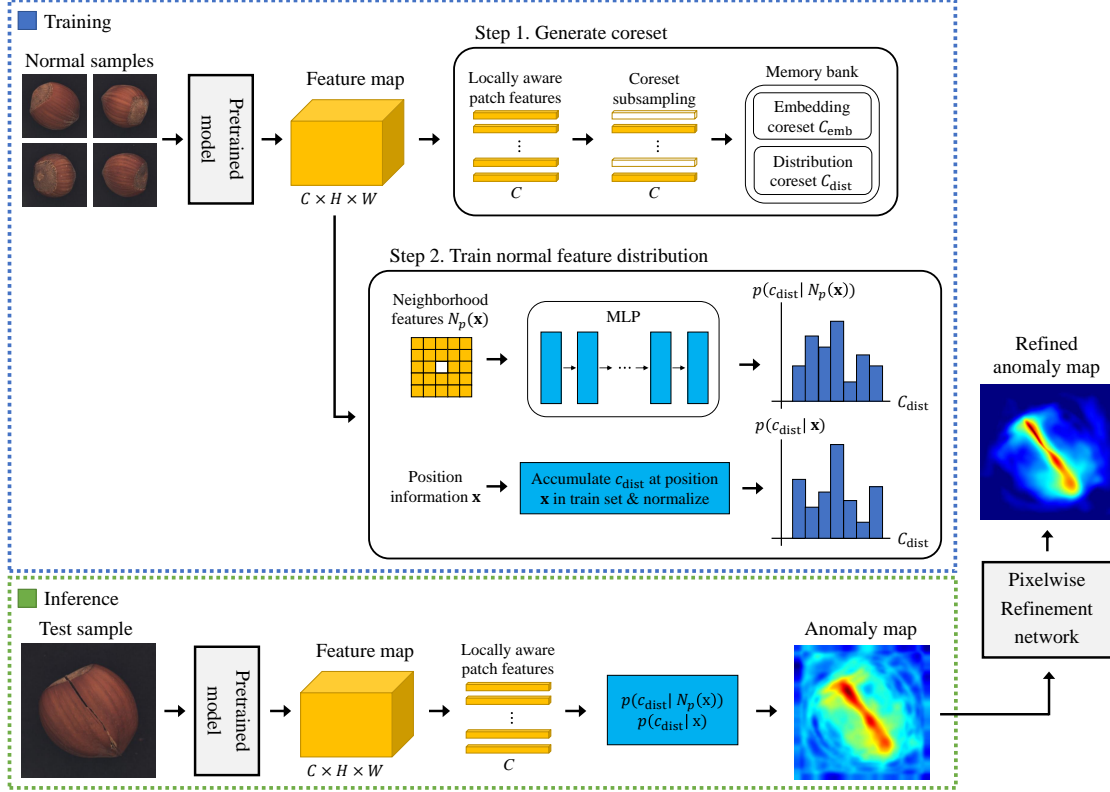 Training
Normal samples
Pretrained
model
Feature map
C × H × W
Step 1. Generate coreset
Locally aware
patch features
⋮
C
Coreset
subsampling
⋮
C
Memory bank
Embedding
coreset C_emb
Distribution
coreset C_dist
Step 2. Train normal feature distribution
Neighborhood
features N_p(x)
MLP
⋯
p(c_dist| N_p(x))
C_dist
Position
information x
Accumulate c_dist at position
x in train set & normalize
p(c_dist| x)
C_dist
Inference
Test sample
Pretrained
model
Feature map
C × H × W
Locally aware
patch features
⋮
C
p(c_dist| N_p(x))
p(c_dist| x)
Anomaly map
Pixelwise
Refinement
network
Refined
anomaly map